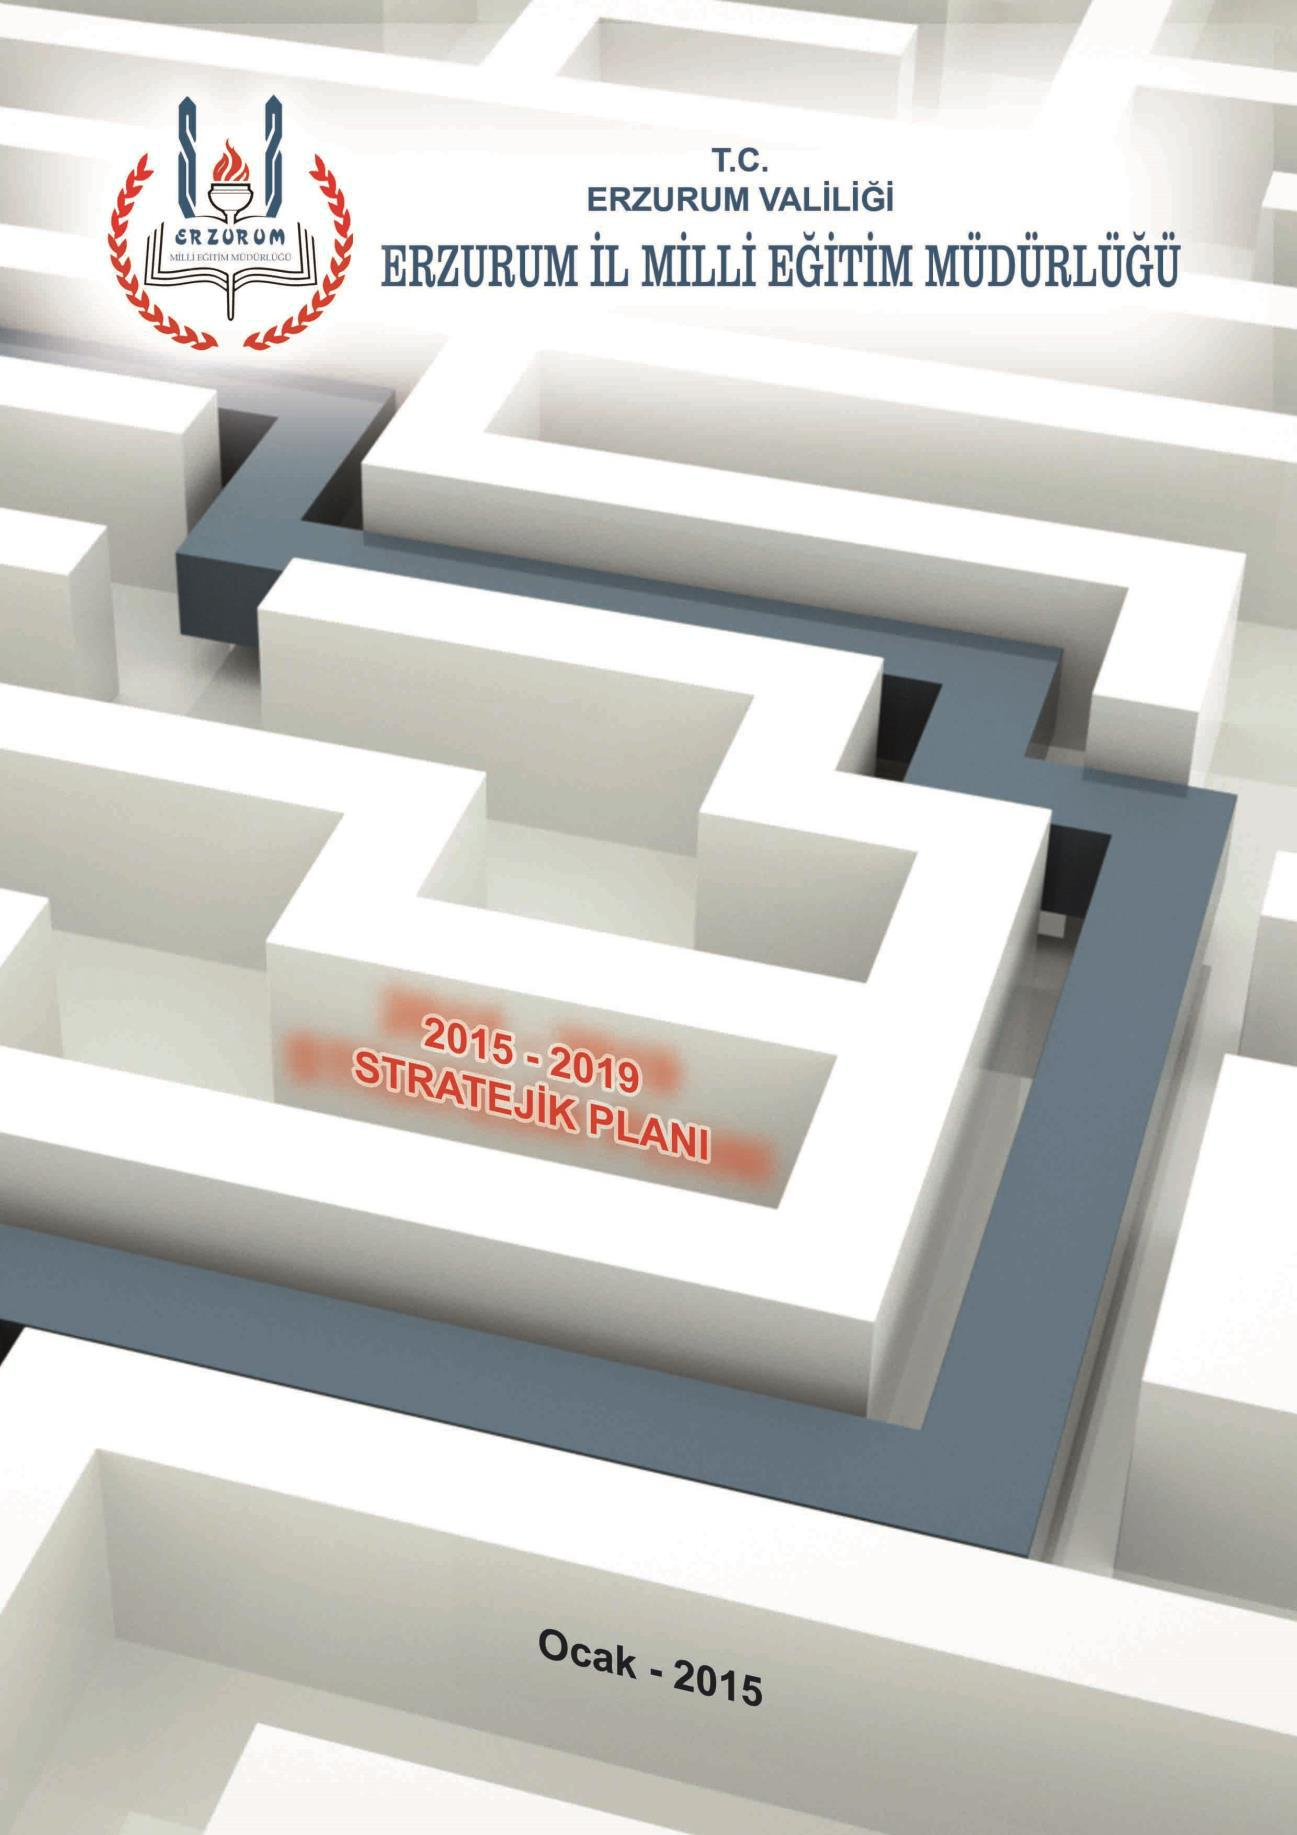 T.C.
ERZURUM VALİLİĞİ
ERZURUM İL MİLLİ EĞİTİM MÜDÜRLÜĞÜ
ERZURUM
MİLLİ EĞİTİM MÜDÜRLÜĞÜ
2015 - 2019
STRATEJİK PLANI
Ocak - 2015